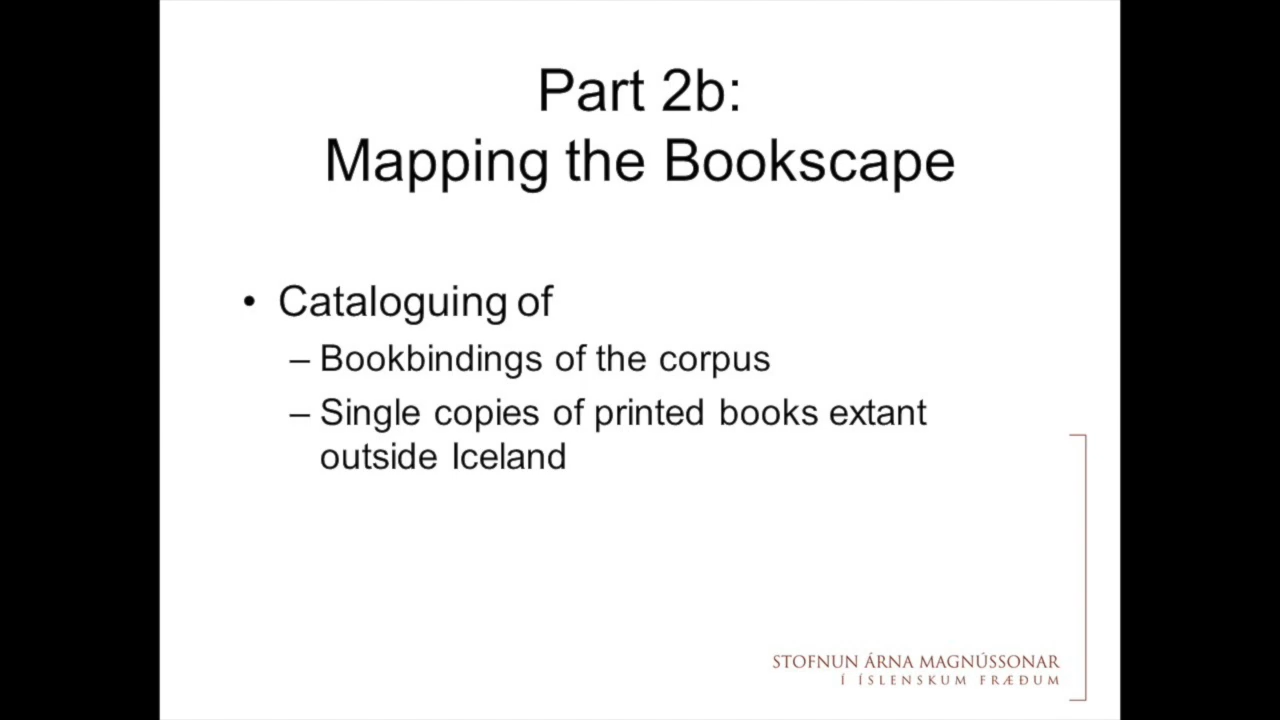 Part 2b:
Mapping the Bookscape
• Cataloguing of
– Bookbindings of the corpus
– Single copies of printed books extant
outside Iceland
STOFNUN ÁRNA MAGNÚSSONAR
Í ÍSLENSKUM FRÆÐUM